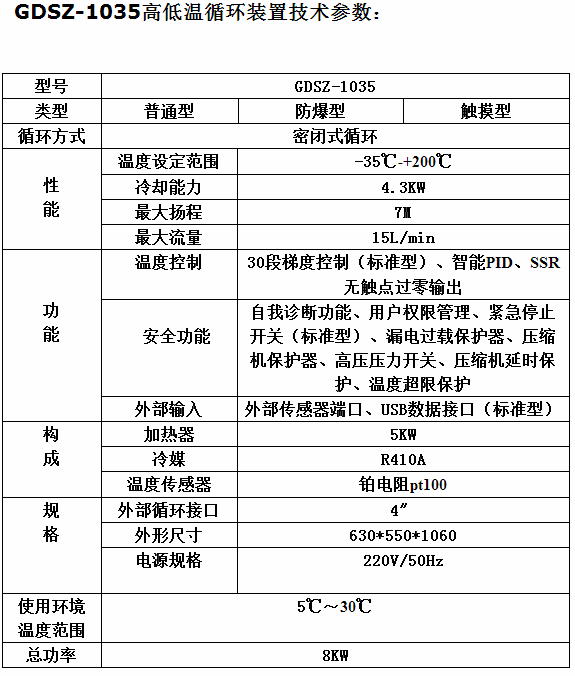 GDSZ-1035高低温循环装置技术参数：
型号 GDSZ-1035
类型 普通型 防爆型 触摸型
循环方式 密闭式循环
性能 温度设定范围 -35℃-+200℃
冷却能力 4.3KW
最大扬程 7M
最大流量 15L/min
功能 温度控制 30段梯度控制（标准型）、智能PID、SSR
无触点过零输出
安全功能 自我诊断功能、用户权限管理、紧急停止
开关（标准型）、漏电过载保护器、压缩
机保护器、高压压力开关、压缩机延时保
护、温度超限保护
外部输入 外部传感器端口、USB数据接口（标准型）
构成 加热器 5KW
冷媒 R410A
温度传感器 铂电阻pt100
规格 外部循环接口 4″
外形尺寸 630*550*1060
电源规格 220V/50Hz
使用环境
温度范围 5℃～30℃
总功率 8KW